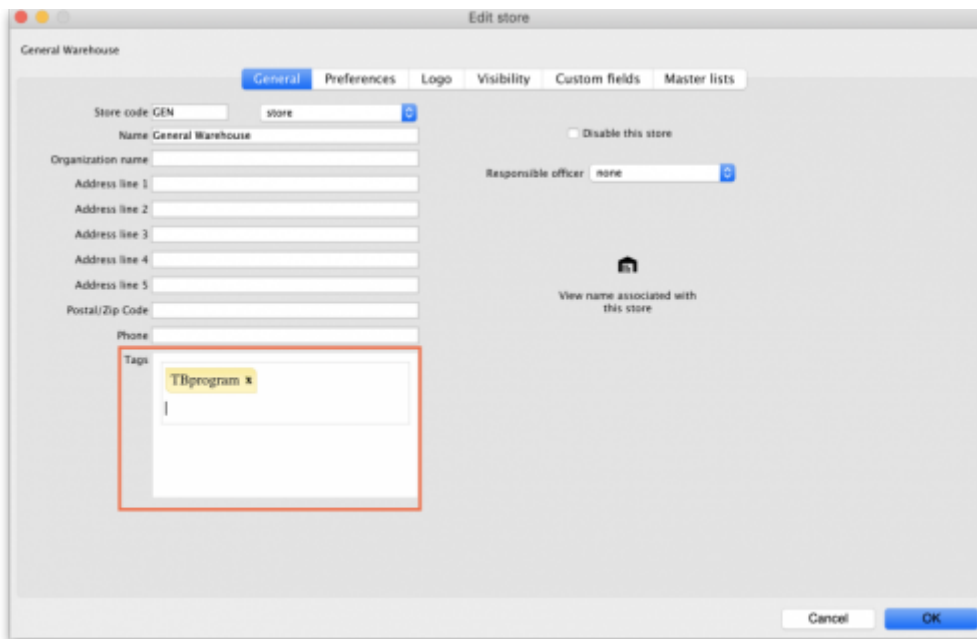 Edit store
General Warehouse
General Preferences Logo Visibility Custom fields Master lists
Store code GEN store
Name General Warehouse
Disable this store
Organization name
Responsible officer none
Address line 1
Address line 2
Address line 3
Address line 4
Address line 5
View name associated with
this store
Postal/Zip Code
Phone
Tags
TBprogram x
Cancel OK